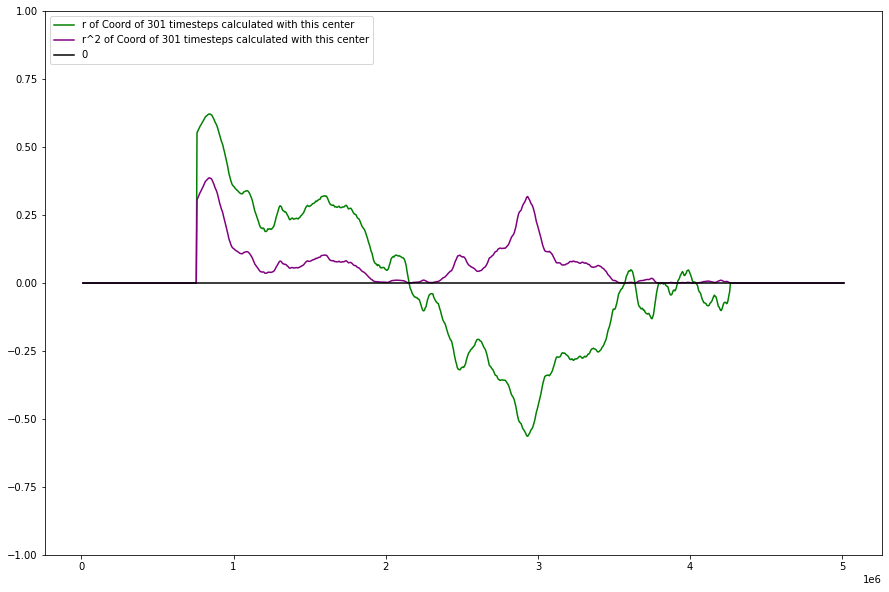 1.00
r of Coord of 301 timesteps calculated with this center
r^2 of Coord of 301 timesteps calculated with this center
0
0.75
0.50
0.25
0.00
−0.25
−0.50
−0.75
−1.00
0 1 2 3 4 5
1e6